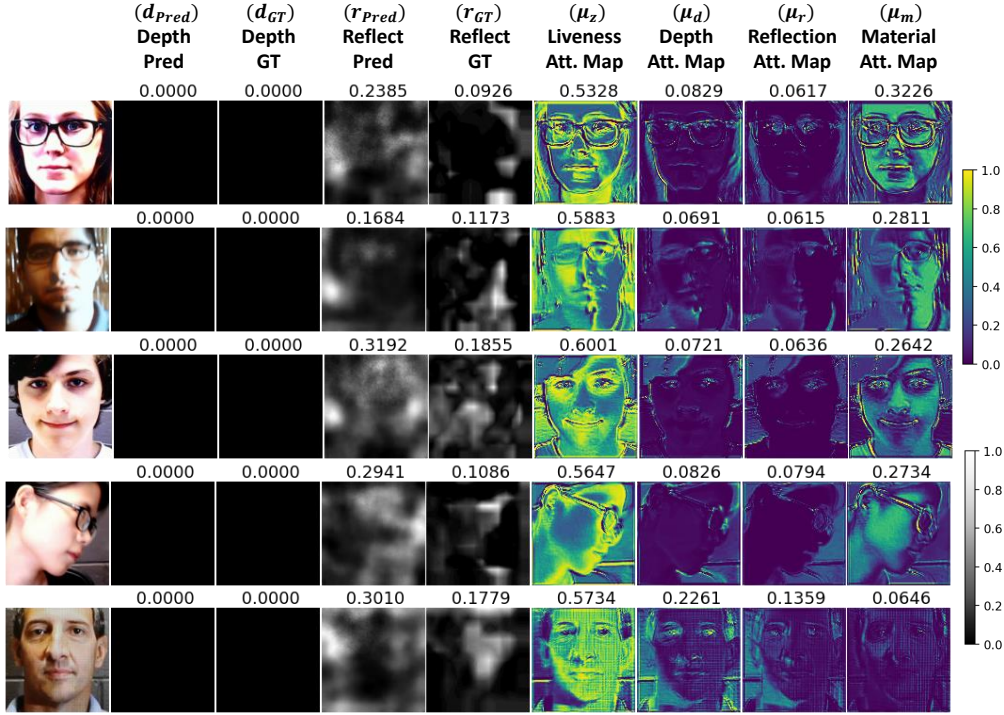 (d_Pred) (d_GT) (r_Pred) (r_GT) (μ_z) (μ_d) (μ_r) (μ_m)
Depth Depth Reflect Reflect Liveness Depth Reflection Material
Pred GT Pred GT Att. Map Att. Map Att. Map Att. Map
0.0000 0.0000 0.2385 0.0926 0.5328 0.0829 0.0617 0.3226
1.0
0.8
0.6
0.4
0.2
0.0
0.0000 0.0000 0.1684 0.1173 0.5883 0.0691 0.0615 0.2811
0.0000 0.0000 0.3192 0.1855 0.6001 0.0721 0.0636 0.2642
1.0
0.8
0.6
0.4
0.2
0.0
0.0000 0.0000 0.2941 0.1086 0.5647 0.0826 0.0794 0.2734
0.0000 0.0000 0.3010 0.1779 0.5734 0.2261 0.1359 0.0646